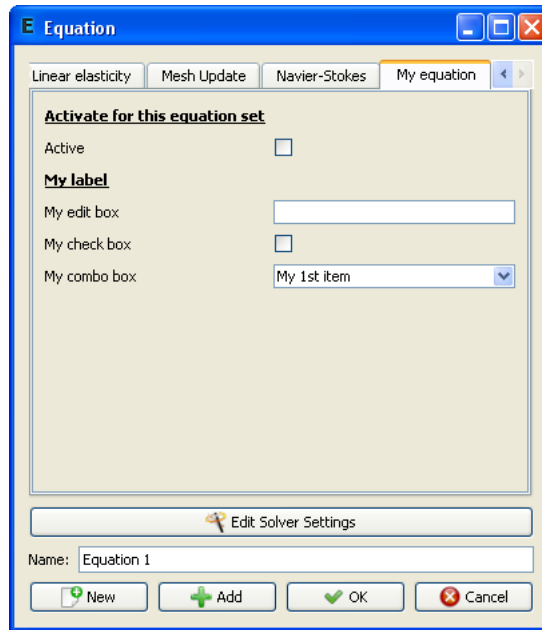 E Equation
Linear elasticity Mesh Update Navier-Stokes My equation
Activate for this equation set
Active
My label
My edit box
My check box
My combo box My 1st item
Edit Solver Settings
Name: Equation 1
New Add OK Cancel